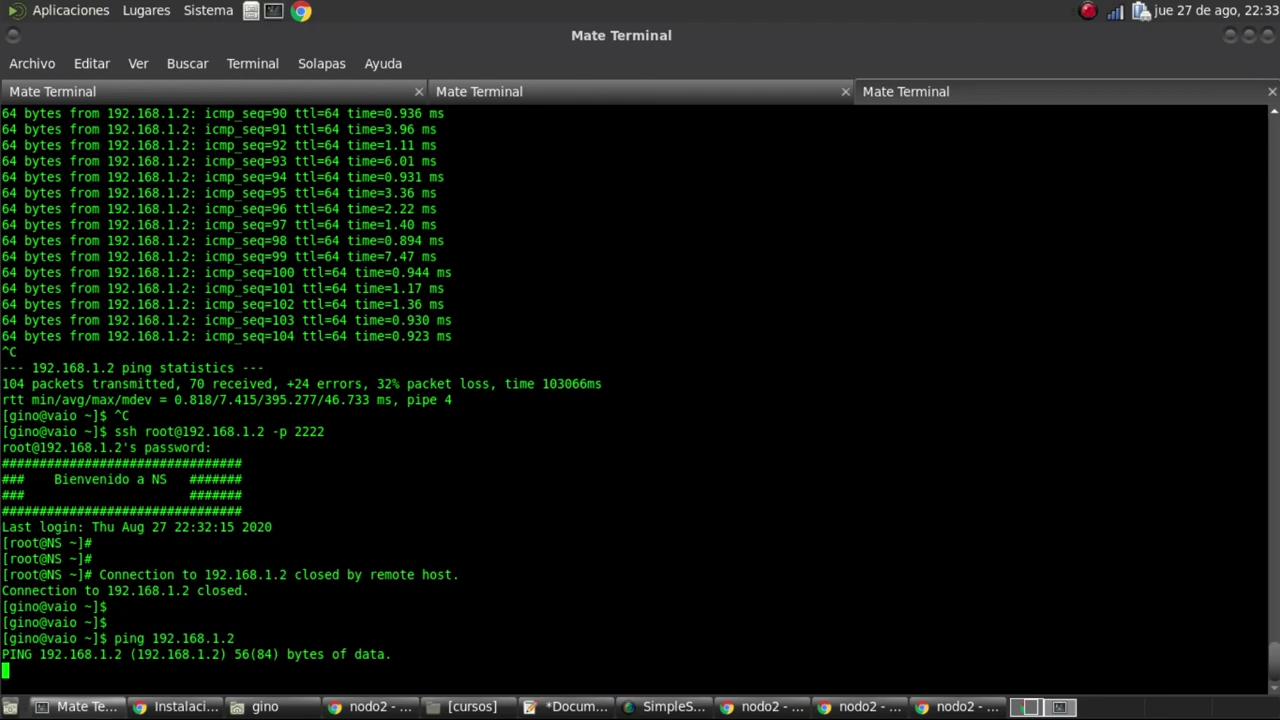 Aplicaciones Lugares Sistema jue 27 de ago, 22:33
Mate Terminal
Archivo Editar Ver Buscar Terminal Solapas Ayuda
Mate Terminal Mate Terminal Mate Terminal
64 bytes from 192.168.1.2: icmp_seq=90 ttl=64 time=0.936 ms
64 bytes from 192.168.1.2: icmp_seq=91 ttl=64 time=3.96 ms
64 bytes from 192.168.1.2: icmp_seq=92 ttl=64 time=1.11 ms
64 bytes from 192.168.1.2: icmp_seq=93 ttl=64 time=6.01 ms
64 bytes from 192.168.1.2: icmp_seq=94 ttl=64 time=0.931 ms
64 bytes from 192.168.1.2: icmp_seq=95 ttl=64 time=3.36 ms
64 bytes from 192.168.1.2: icmp_seq=96 ttl=64 time=2.22 ms
64 bytes from 192.168.1.2: icmp_seq=97 ttl=64 time=1.40 ms
64 bytes from 192.168.1.2: icmp_seq=98 ttl=64 time=0.894 ms
64 bytes from 192.168.1.2: icmp_seq=99 ttl=64 time=7.47 ms
64 bytes from 192.168.1.2: icmp_seq=100 ttl=64 time=0.944 ms
64 bytes from 192.168.1.2: icmp_seq=101 ttl=64 time=1.17 ms
64 bytes from 192.168.1.2: icmp_seq=102 ttl=64 time=1.36 ms
64 bytes from 192.168.1.2: icmp_seq=103 ttl=64 time=0.930 ms
64 bytes from 192.168.1.2: icmp_seq=104 ttl=64 time=0.923 ms
^C
--- 192.168.1.2 ping statistics ---
104 packets transmitted, 70 received, +24 errors, 32% packet loss, time 103066ms
rtt min/avg/max/mdev = 0.818/7.415/395.277/46.733 ms, pipe 4
[gino@vaio ~]$ ^C
[gino@vaio ~]$ ssh root@192.168.1.2 -p 2222
root@192.168.1.2's password:
################################
###    Bienvenido a NS   #######
###                      #######
################################
Last login: Thu Aug 27 22:32:15 2020
[root@NS ~]#
[root@NS ~]#
[root@NS ~]# Connection to 192.168.1.2 closed by remote host.
Connection to 192.168.1.2 closed.
[gino@vaio ~]$
[gino@vaio ~]$
[gino@vaio ~]$ ping 192.168.1.2
PING 192.168.1.2 (192.168.1.2) 56(84) bytes of data.
Mate Te... Instalaci... gino nodo2 - ... [cursos] *Docum... SimpleS... nodo2 - ... nodo2 - ... nodo2 - ...